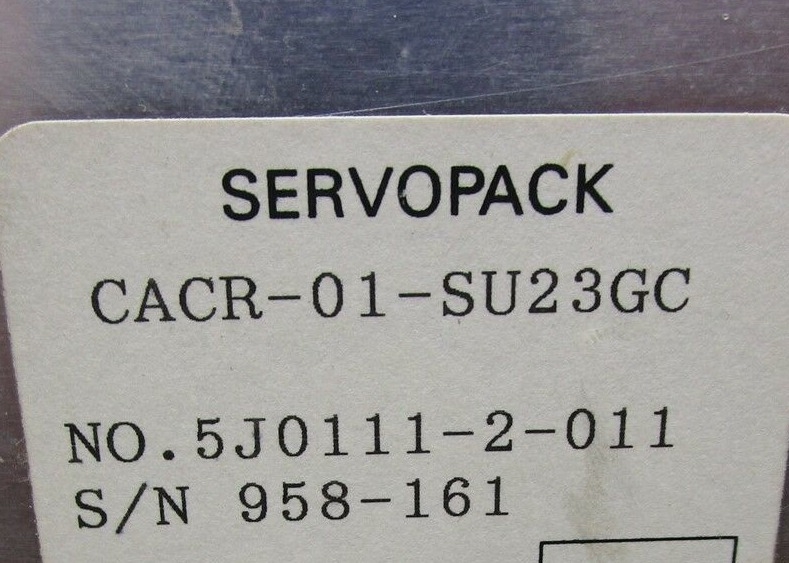 SERVOPACK
CACR-01-SU23GC
NO.5J0111-2-011
S/N 958-161